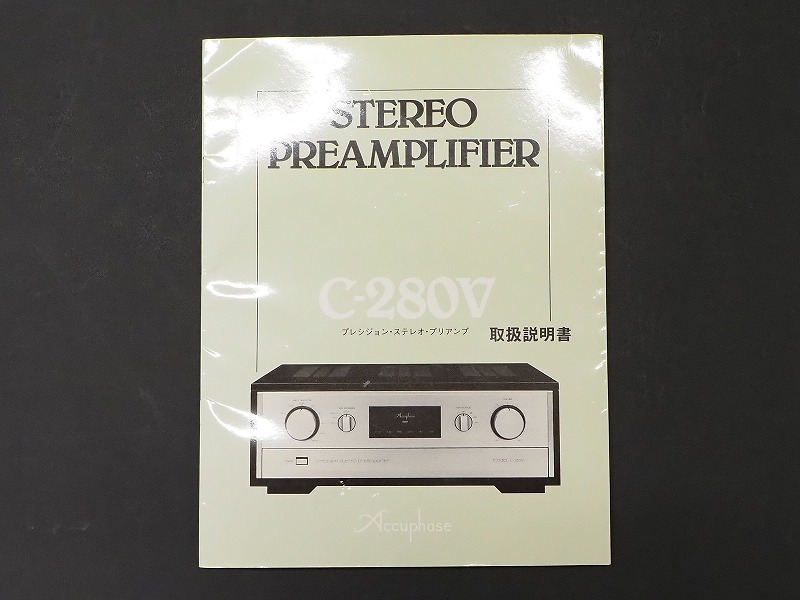 STEREO
PREAMPLIFIER
C-280V
プレシジョン・ステレオ・プリアンプ 取扱説明書
Accuphase
Accuphase